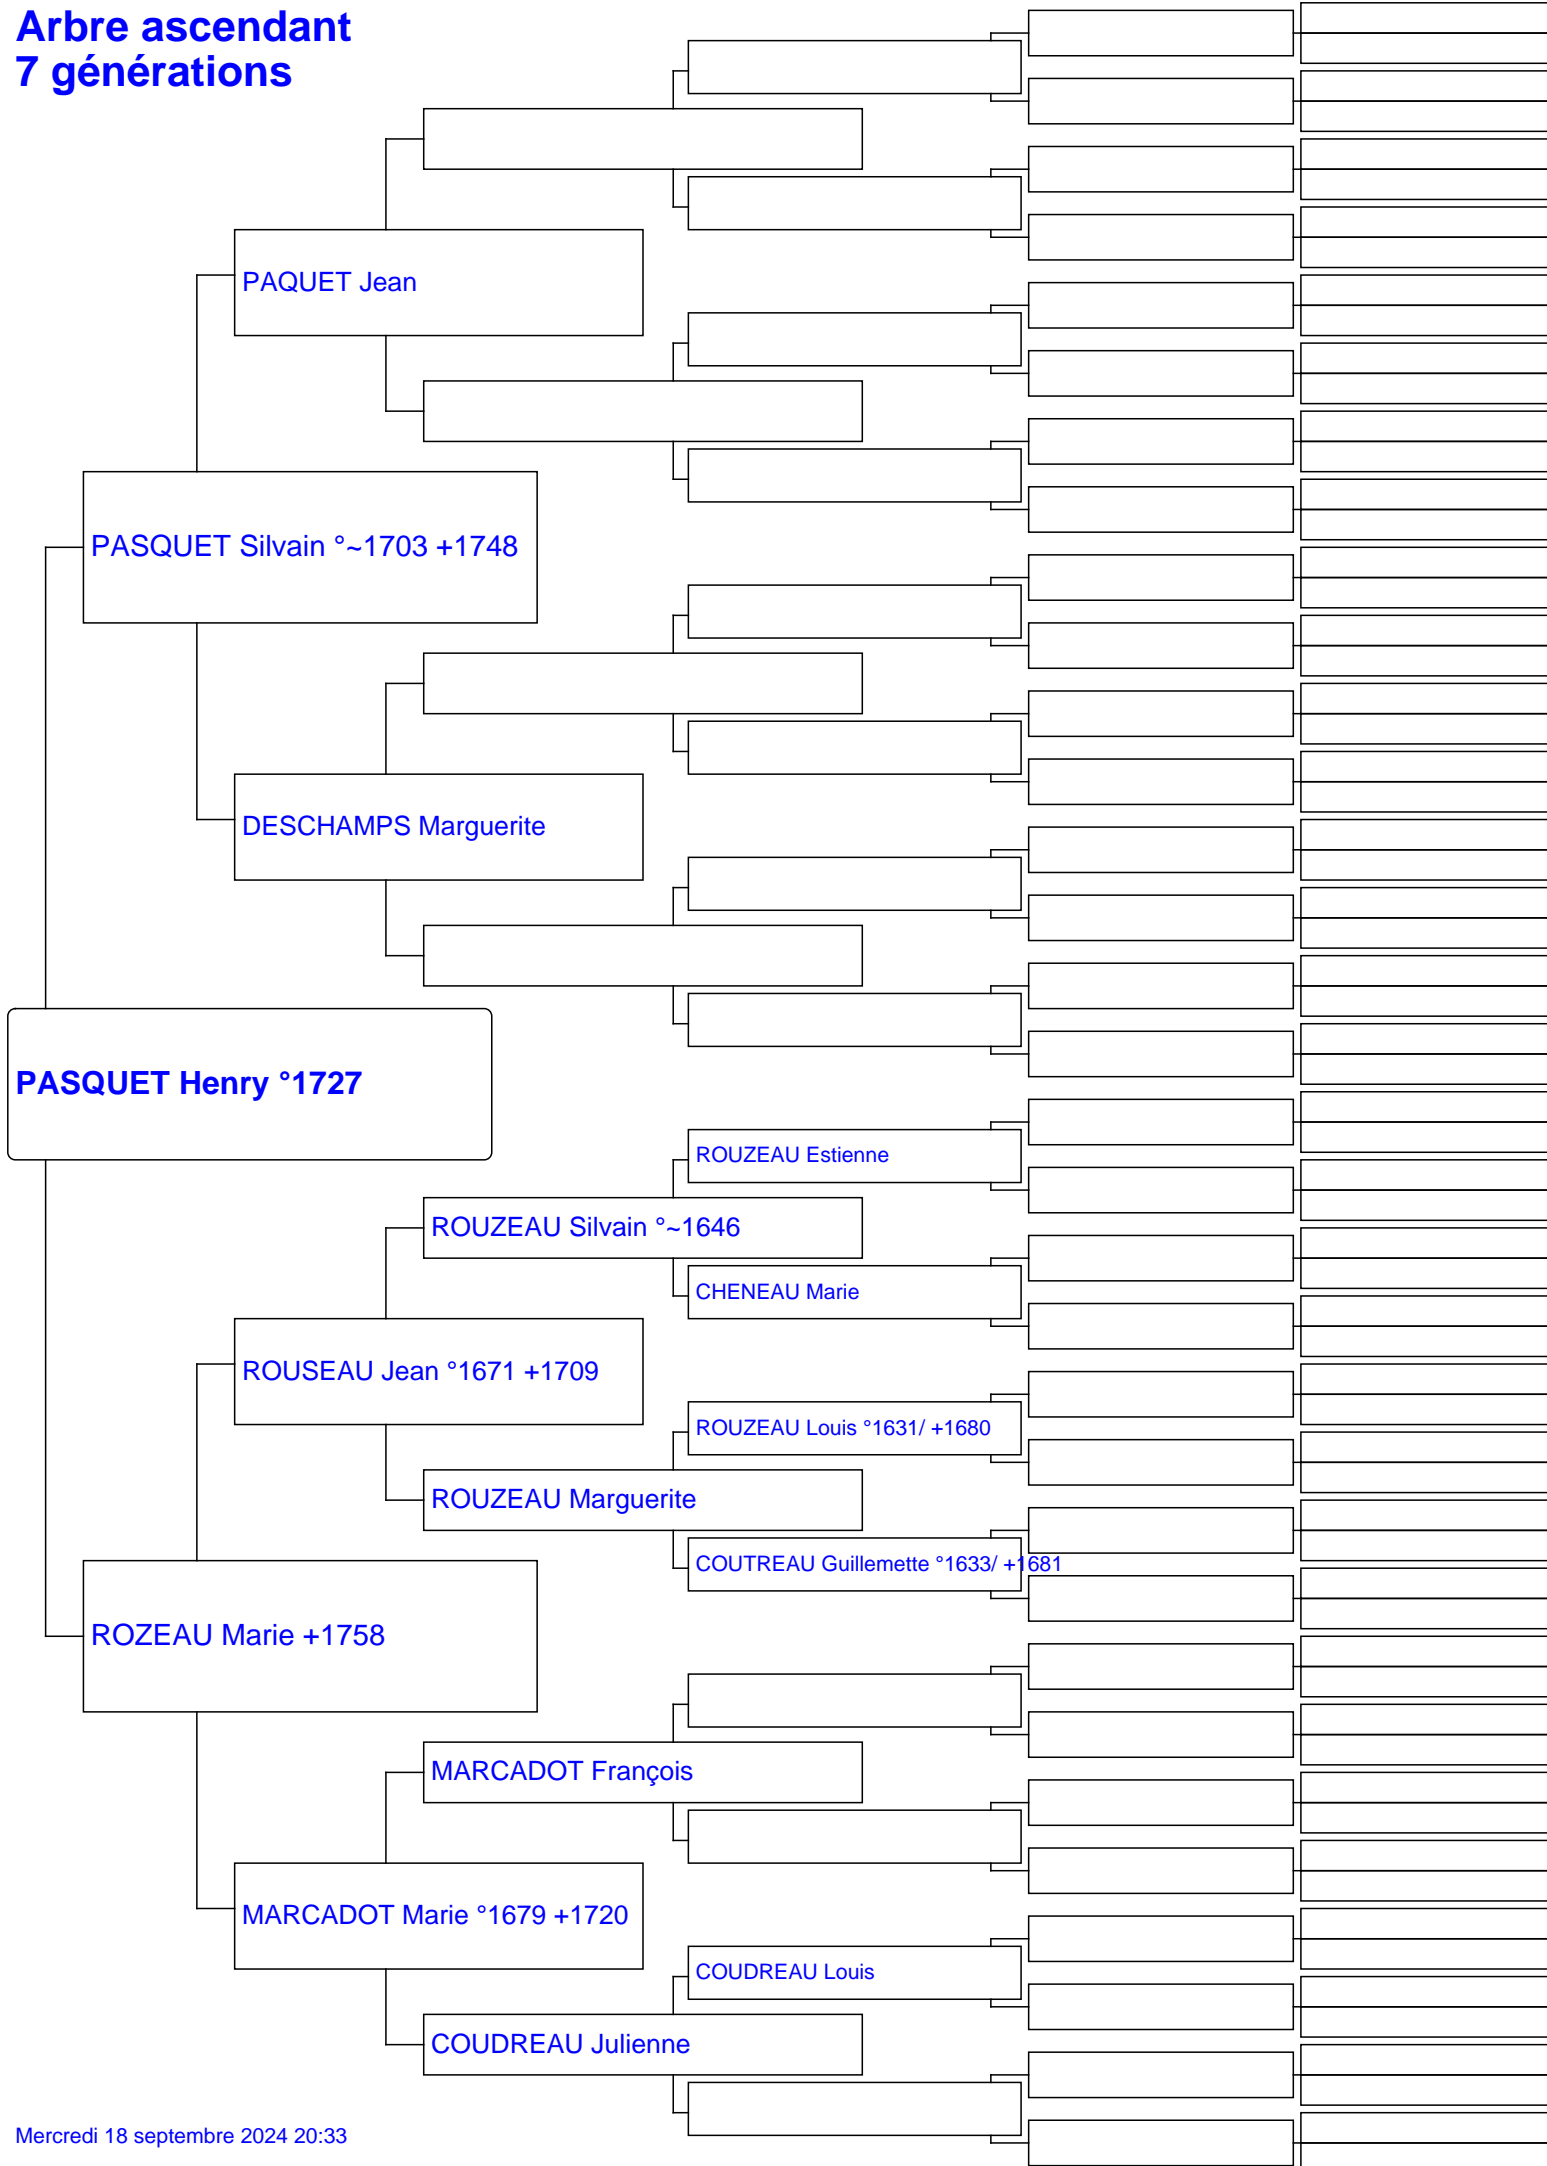 Arbre ascendant
7 générations
PAQUET Jean
PASQUET Silvain °~1703 +1748
DESCHAMPS Marguerite
PASQUET Henry °1727
ROUZEAU Estienne
ROUZEAU Silvain °~1646
CHENEAU Marie
ROUSEAU Jean °1671 +1709
ROUZEAU Louis °1631/ +1680
ROUZEAU Marguerite
COUTREAU Guillemette °1633/ +1681
ROZEAU Marie +1758
MARCADOT François
MARCADOT Marie °1679 +1720
COUDREAU Louis
COUDREAU Julienne
Mercredi 18 septembre 2024 20:33